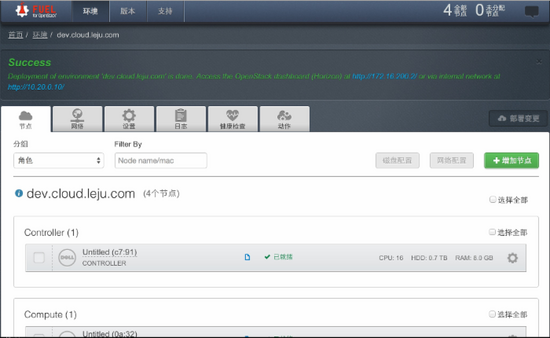 FUEL
for OpenStack
环境 版本 支持
4 全部节点 0 未分配节点
首页 / 环境 / dev.cloud.leju.com
Success
Deployment of environment 'dev.cloud.leju.com' is done. Access the OpenStack dashboard (Horizon) at http://172.16.200.2/ or via internal network at
http://10.20.0.10/
节点 网络 设置 日志 健康检查 动作 部署变更
分组 Filter By
角色 Node name/mac 磁盘配置 网络配置 + 增加节点
dev.cloud.leju.com (4个节点) 选择全部
Controller (1) 选择全部
Untitled (c7:91)
DELL 已就绪 CPU: 16 HDD: 0.7 TB RAM: 8.0 GB
CONTROLLER
Compute (1) 选择全部
Untitled (0a:32)